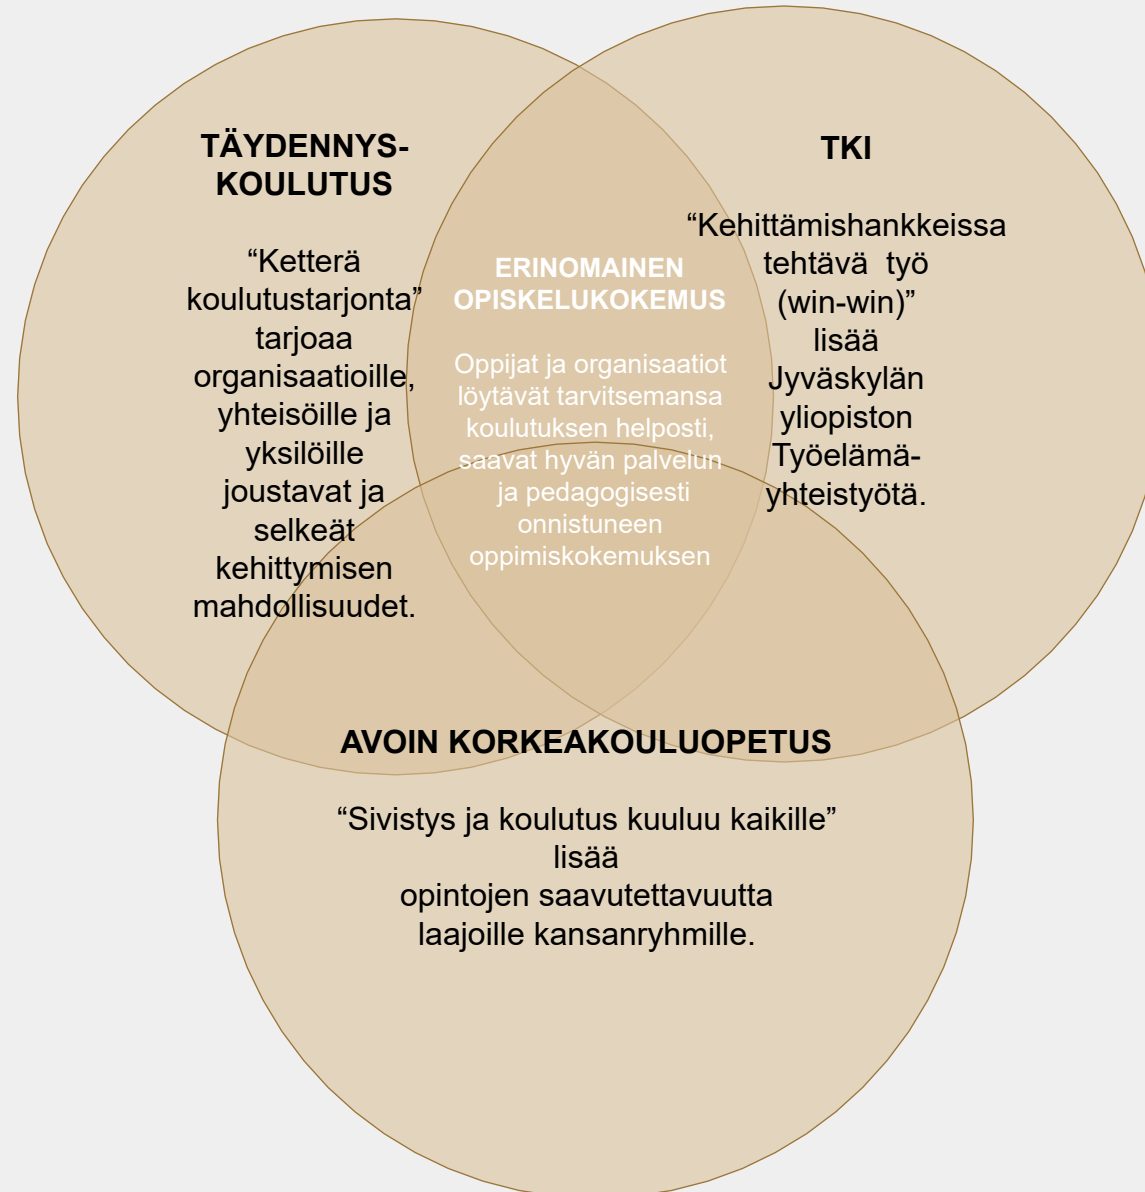 TÄYDENNYS-
KOULUTUS
“Ketterä
koulutustarjonta”
tarjoaa
organisaatioille,
yhteisöille ja
yksilöille
joustavat ja
selkeät
kehittymisen
mahdollisuudet.
ERINOMAINEN
OPISKELUKOKEMUS
Oppijat ja organisaatiot
löytävät tarvitsemansa
koulutuksen helposti,
saavat hyvän palvelun
ja pedagogisesti
onnistuneen
oppimiskokemuksen
TKI
“Kehittämishankkeissa
tehtävä  työ
(win-win)”
lisää
Jyväskylän
yliopiston
Työelämä-
yhteistyötä.
AVOIN KORKEAKOULUOPETUS
“Sivistys ja koulutus kuuluu kaikille”
lisää
opintojen saavutettavuutta
laajoille kansanryhmille.